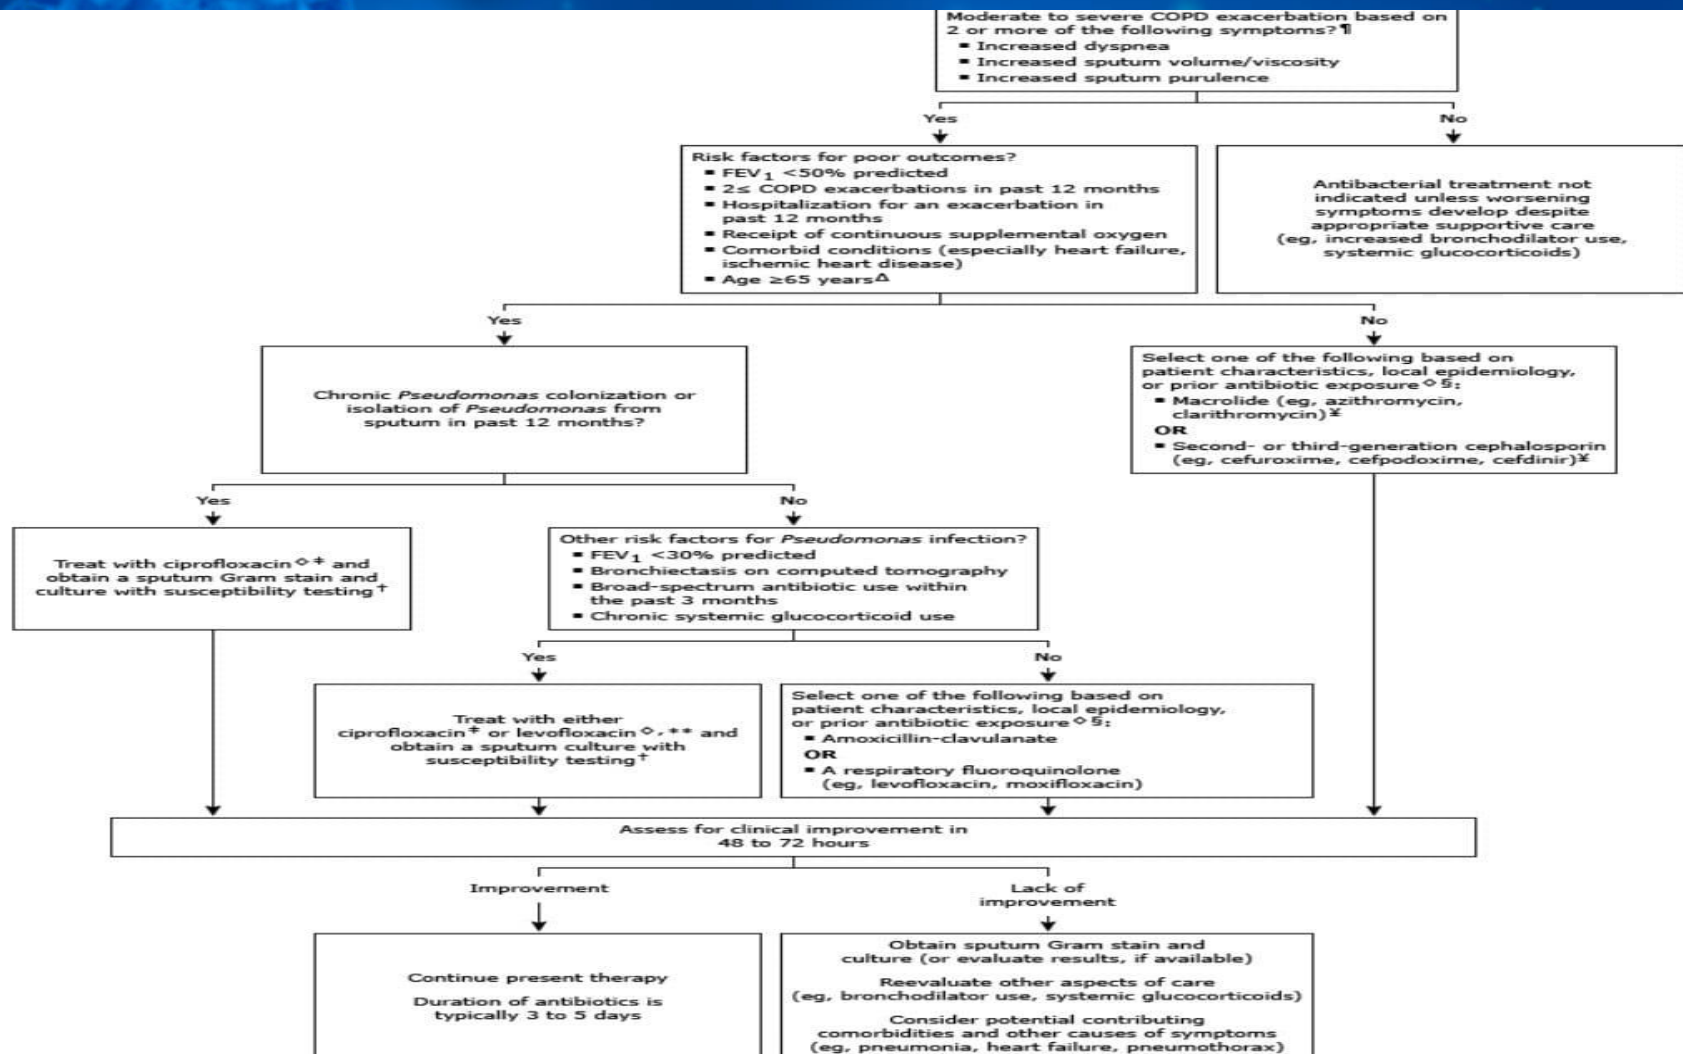 Moderate to severe COPD exacerbation based on
2 or more of the following symptoms?¶
▪ Increased dyspnea
▪ Increased sputum volume/viscosity
▪ Increased sputum purulence
Yes
No
Risk factors for poor outcomes?
▪ FEV₁ <50% predicted
▪ 2≤ COPD exacerbations in past 12 months
▪ Hospitalization for an exacerbation in
past 12 months
▪ Receipt of continuous supplemental oxygen
▪ Comorbid conditions (especially heart failure,
ischemic heart disease)
▪ Age ≥65 yearsΔ
Antibacterial treatment not
indicated unless worsening
symptoms develop despite
appropriate supportive care
(eg, increased bronchodilator use,
systemic glucocorticoids)
Yes
No
Chronic Pseudomonas colonization or
isolation of Pseudomonas from
sputum in past 12 months?
Select one of the following based on
patient characteristics, local epidemiology,
or prior antibiotic exposure◇§:
▪ Macrolide (eg, azithromycin,
clarithromycin)¥
OR
▪ Second- or third-generation cephalosporin
(eg, cefuroxime, cefpodoxime, cefdinir)¥
Yes
No
Treat with ciprofloxacin◇‡ and
obtain a sputum Gram stain and
culture with susceptibility testing†
Other risk factors for Pseudomonas infection?
▪ FEV₁ <30% predicted
▪ Bronchiectasis on computed tomography
▪ Broad-spectrum antibiotic use within
the past 3 months
▪ Chronic systemic glucocorticoid use
Yes
No
Treat with either
ciprofloxacin‡ or levofloxacin◇,** and
obtain a sputum culture with
susceptibility testing†
Select one of the following based on
patient characteristics, local epidemiology,
or prior antibiotic exposure◇§:
▪ Amoxicillin-clavulanate
OR
▪ A respiratory fluoroquinolone
(eg, levofloxacin, moxifloxacin)
Assess for clinical improvement in
48 to 72 hours
Improvement
Lack of
improvement
Continue present therapy
Duration of antibiotics is
typically 3 to 5 days
Obtain sputum Gram stain and
culture (or evaluate results, if available)
Reevaluate other aspects of care
(eg, bronchodilator use, systemic glucocorticoids)
Consider potential contributing
comorbidities and other causes of symptoms
(eg, pneumonia, heart failure, pneumothorax)